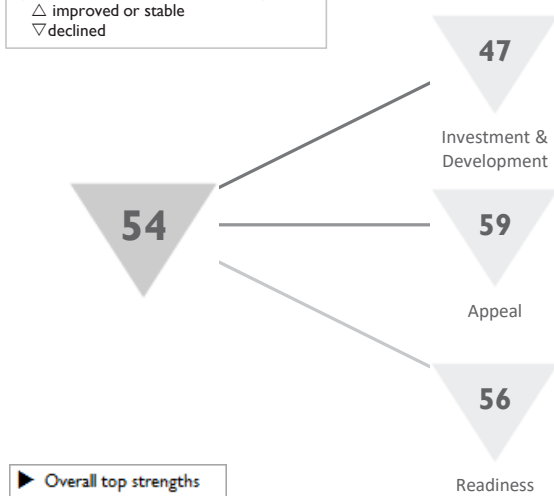 △ improved or stable
▽ declined
47
Investment &
Development
54
59
Appeal
56
Readiness
▶ Overall top strengths